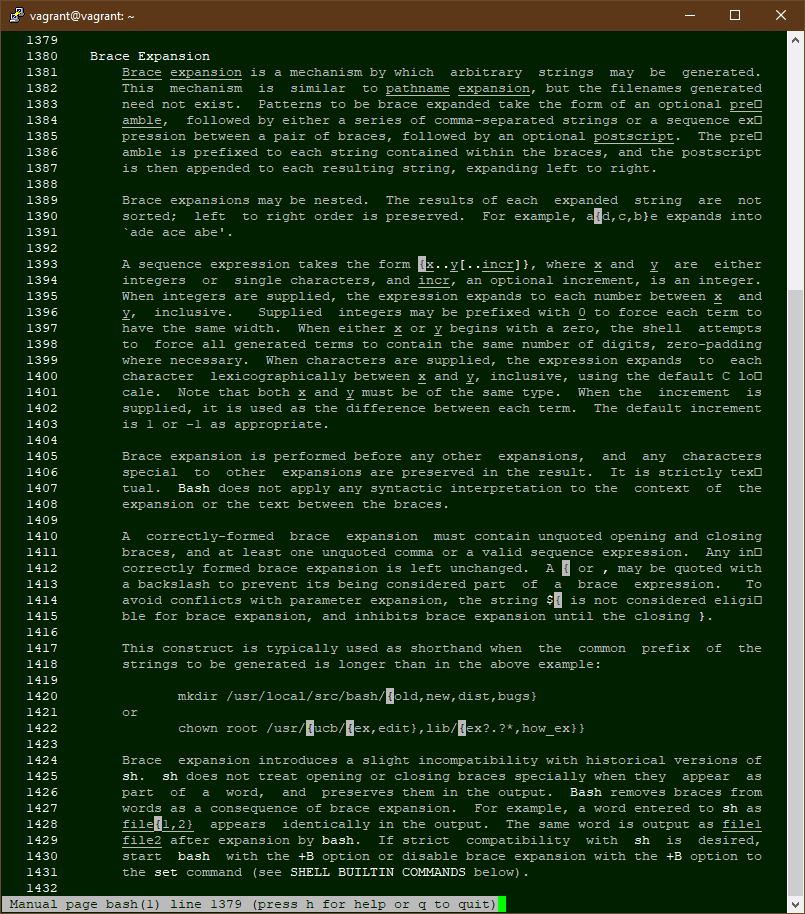 vagrant@vagrant: ~
1379
1380    Brace Expansion
1381        Brace expansion is a mechanism by which  arbitrary  strings  may  be  generated.
1382        This  mechanism  is  similar  to pathname expansion, but the filenames generated
1383        need not exist.  Patterns to be brace expanded take the form of an optional pre□
1384        amble,  followed by either a series of comma-separated strings or a sequence ex□
1385        pression between a pair of braces, followed by an optional postscript.  The pre□
1386        amble is prefixed to each string contained within the braces, and the postscript
1387        is then appended to each resulting string, expanding left to right.
1388
1389        Brace expansions may be nested.  The results of each  expanded  string  are  not
1390        sorted;  left  to right order is preserved.  For example, a{d,c,b}e expands into
1391        `ade ace abe'.
1392
1393        A sequence expression takes the form {x..y[..incr]}, where x and  y  are  either
1394        integers  or  single characters, and incr, an optional increment, is an integer.
1395        When integers are supplied, the expression expands to each number between x  and
1396        y,  inclusive.   Supplied  integers may be prefixed with 0 to force each term to
1397        have the same width.  When either x or y begins with a zero, the shell  attempts
1398        to  force all generated terms to contain the same number of digits, zero-padding
1399        where necessary.  When characters are supplied, the expression expands  to  each
1400        character  lexicographically between x and y, inclusive, using the default C lo□
1401        cale.  Note that both x and y must be of the same type.  When the  increment  is
1402        supplied, it is used as the difference between each term.  The default increment
1403        is 1 or -1 as appropriate.
1404
1405        Brace expansion is performed before any other  expansions,  and  any  characters
1406        special  to  other  expansions are preserved in the result.  It is strictly tex□
1407        tual.  Bash does not apply any syntactic interpretation to the  context  of  the
1408        expansion or the text between the braces.
1409
1410        A  correctly-formed  brace  expansion  must contain unquoted opening and closing
1411        braces, and at least one unquoted comma or a valid sequence expression.  Any in□
1412        correctly formed brace expansion is left unchanged.  A { or , may be quoted with
1413        a backslash to prevent its being considered part  of  a  brace  expression.   To
1414        avoid conflicts with parameter expansion, the string ${ is not considered eligi□
1415        ble for brace expansion, and inhibits brace expansion until the closing }.
1416
1417        This construct is typically used as shorthand when  the  common  prefix  of  the
1418        strings to be generated is longer than in the above example:
1419
1420               mkdir /usr/local/src/bash/{old,new,dist,bugs}
1421        or
1422               chown root /usr/{ucb/{ex,edit},lib/{ex?.?*,how_ex}}
1423
1424        Brace  expansion introduces a slight incompatibility with historical versions of
1425        sh.  sh does not treat opening or closing braces specially when they  appear  as
1426        part  of  a  word,  and  preserves them in the output.  Bash removes braces from
1427        words as a consequence of brace expansion.  For example, a word entered to sh as
1428        file{1,2}  appears  identically in the output.  The same word is output as file1
1429        file2 after expansion by bash.  If strict  compatibility  with  sh  is  desired,
1430        start  bash  with the +B option or disable brace expansion with the +B option to
1431        the set command (see SHELL BUILTIN COMMANDS below).
1432
Manual page bash(1) line 1379 (press h for help or q to quit)